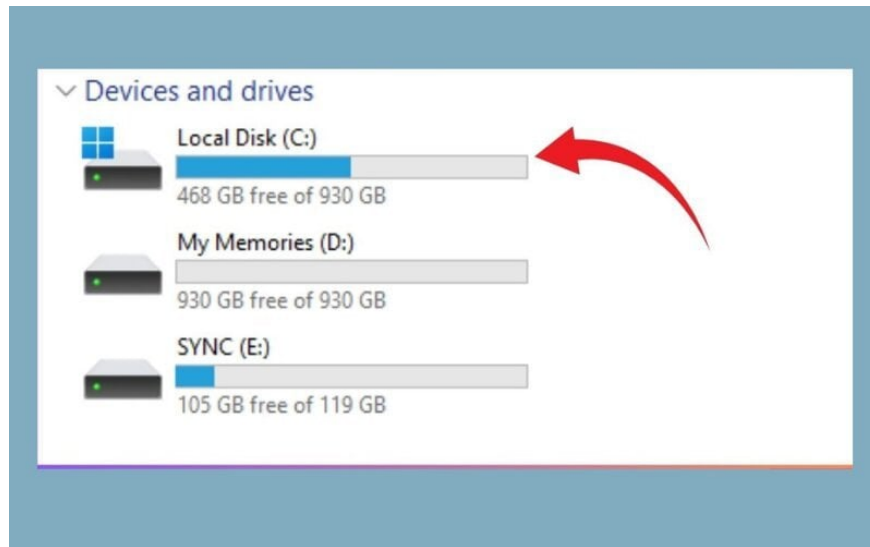 Devices and drives
Local Disk (C:)
468 GB free of 930 GB
My Memories (D:)
930 GB free of 930 GB
SYNC (E:)
105 GB free of 119 GB